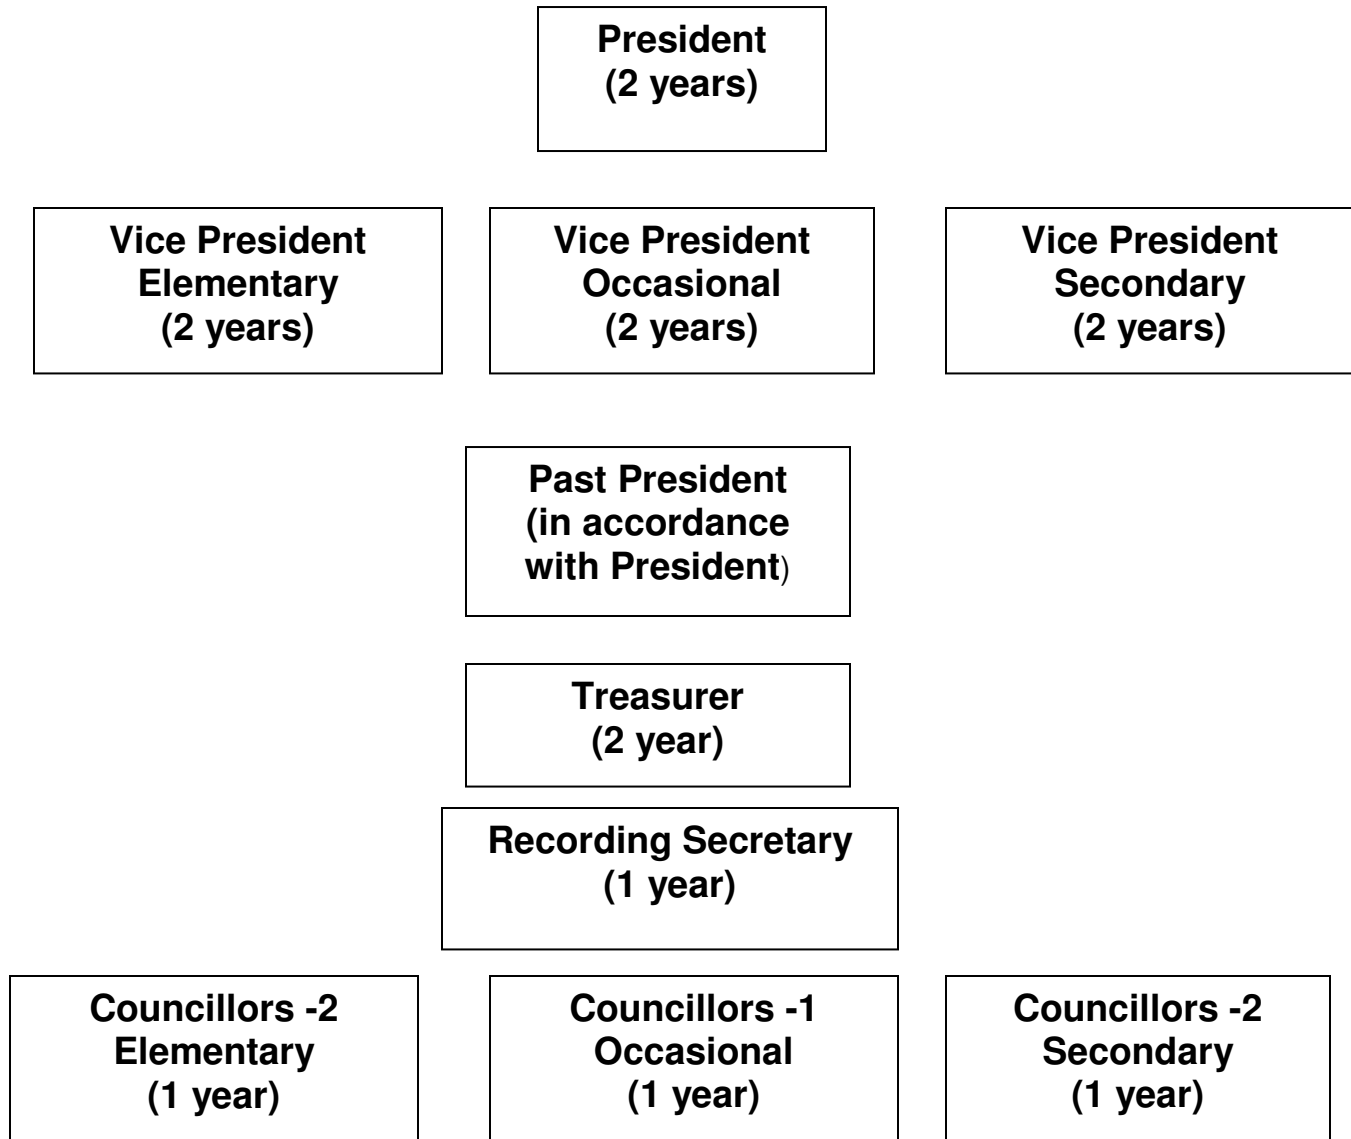 President
(2 years)
Vice President
Elementary
(2 years)
Vice President
Occasional
(2 years)
Vice President
Secondary
(2 years)
Past President
(in accordance
with President)
Treasurer
(2 year)
Recording Secretary
(1 year)
Councillors -2
Elementary
(1 year)
Councillors -1
Occasional
(1 year)
Councillors -2
Secondary
(1 year)